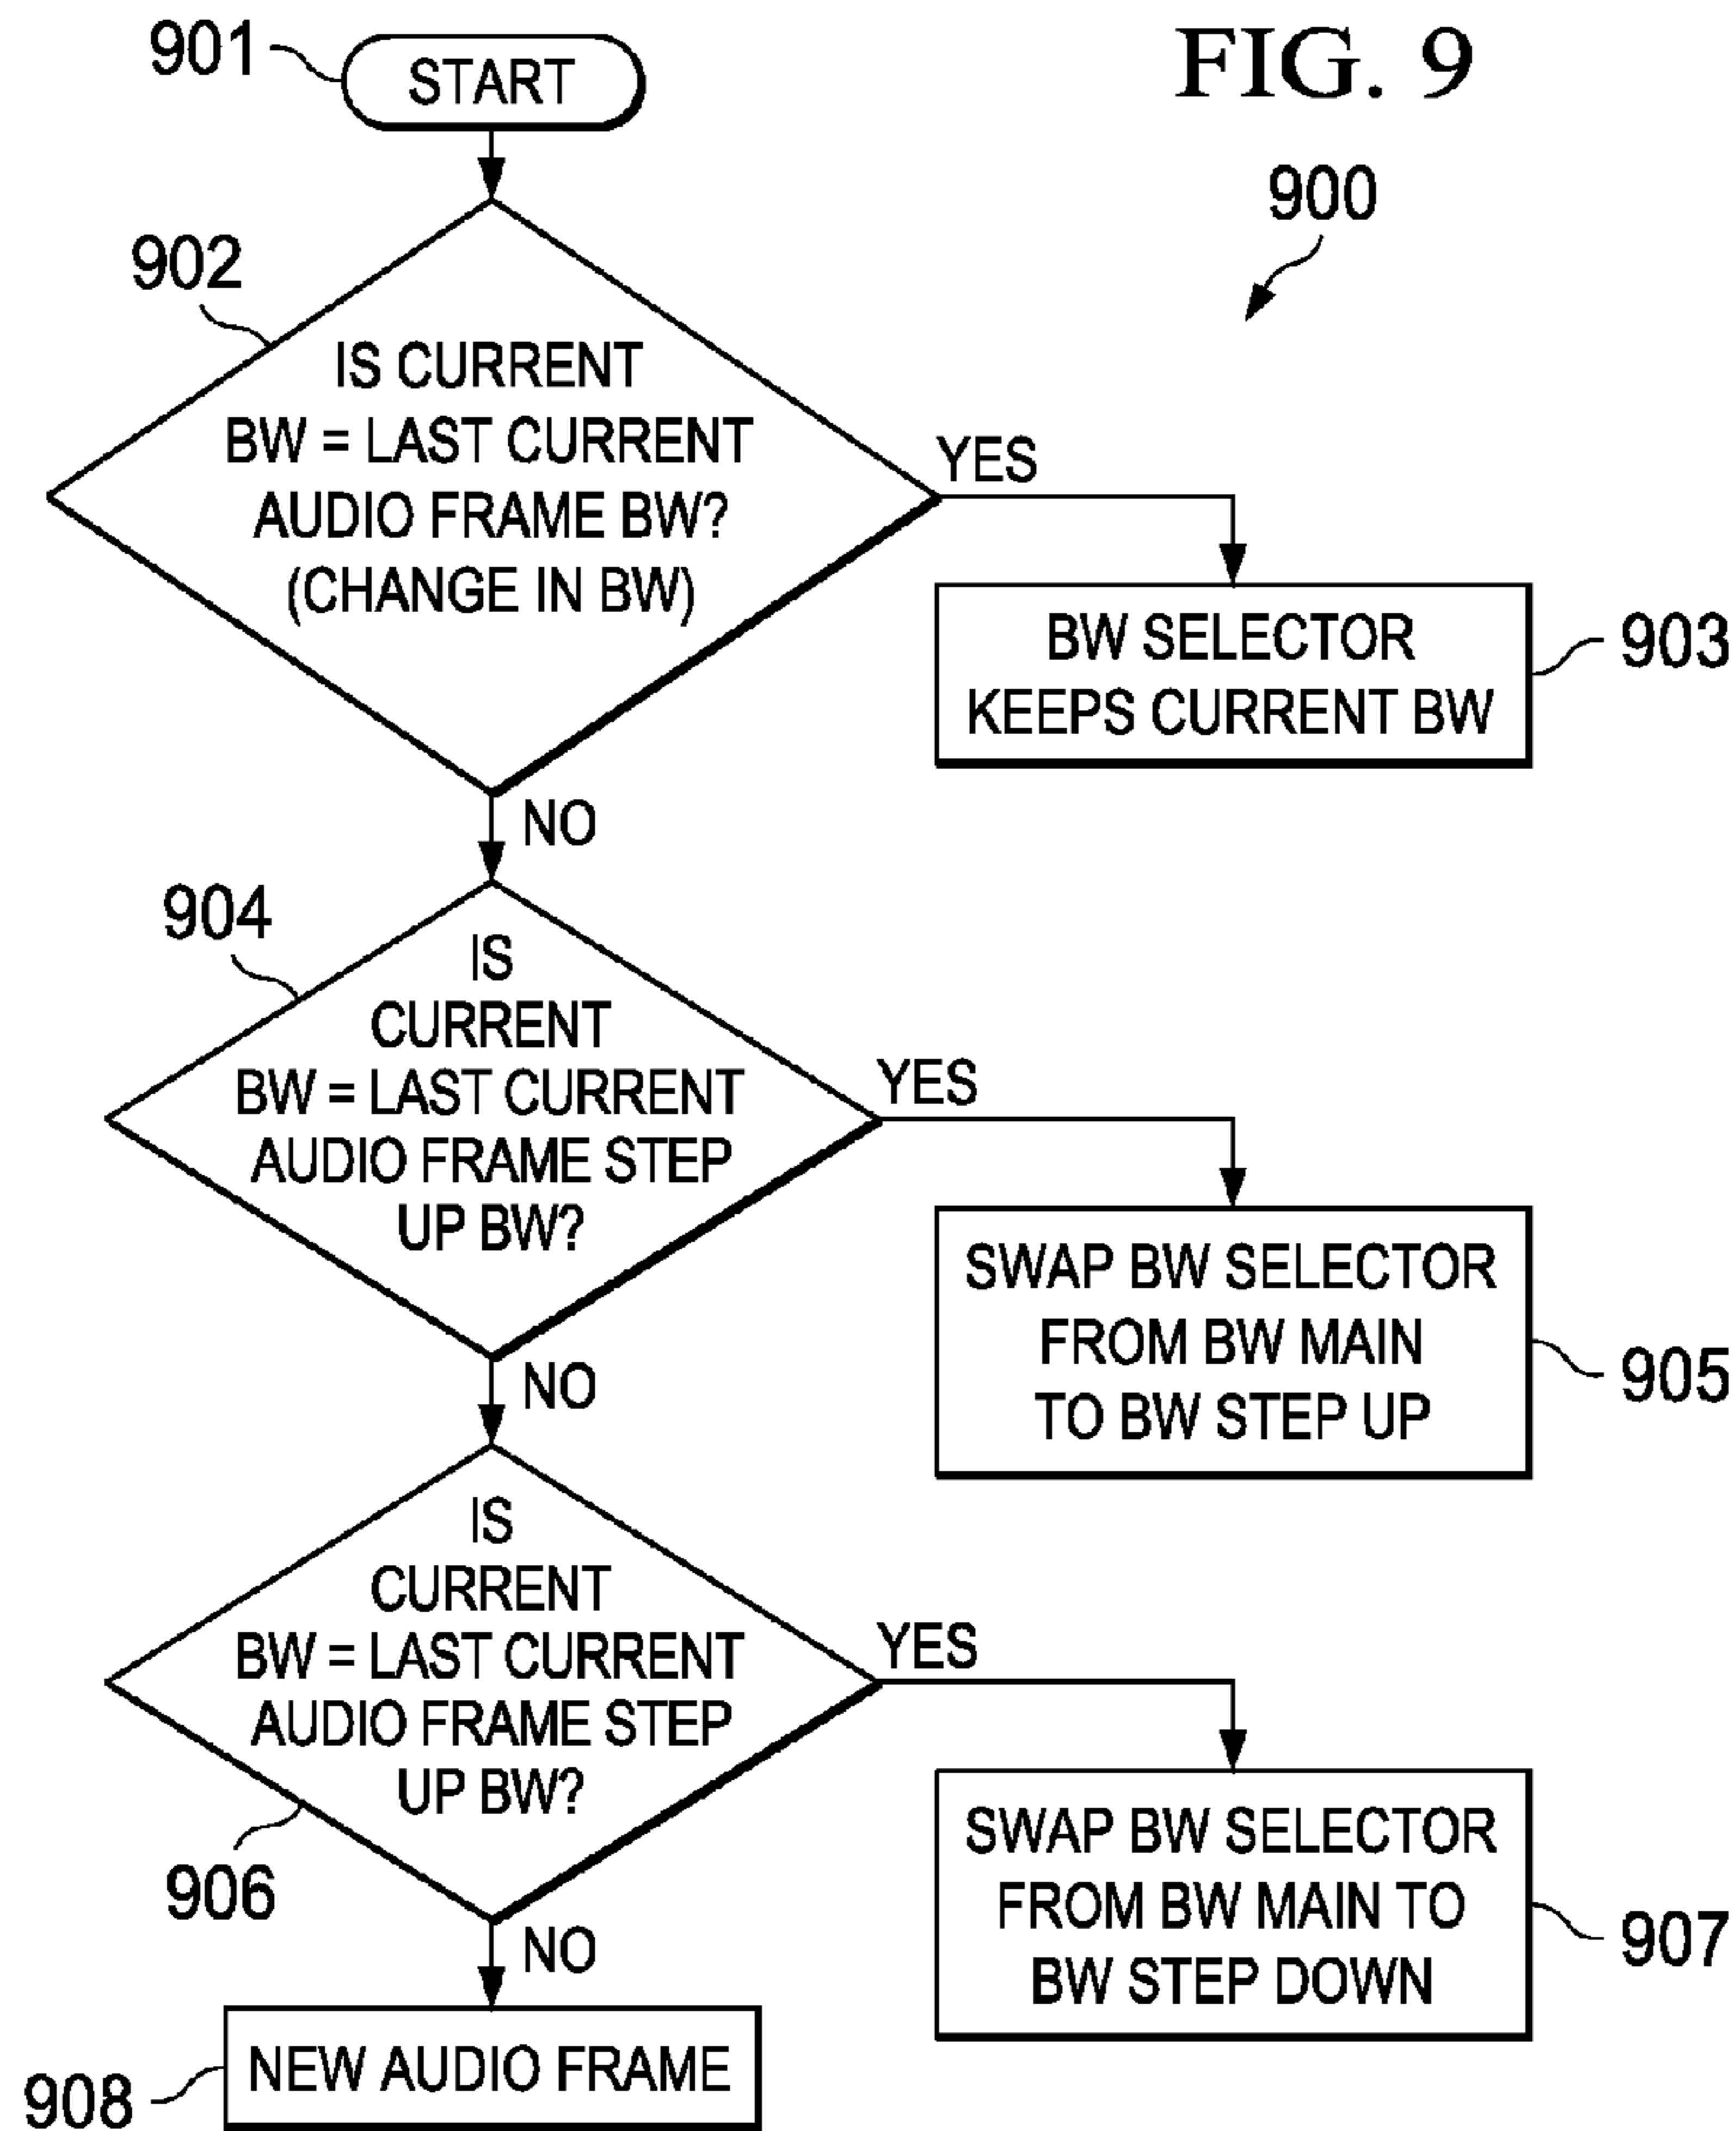 FIG. 9
900
901
START
902
IS CURRENT
BW = LAST CURRENT
AUDIO FRAME BW?
(CHANGE IN BW)
YES
BW SELECTOR
KEEPS CURRENT BW
903
NO
904
IS
CURRENT
BW = LAST CURRENT
AUDIO FRAME STEP
UP BW?
YES
SWAP BW SELECTOR
FROM BW MAIN
TO BW STEP UP
905
NO
IS
CURRENT
BW = LAST CURRENT
AUDIO FRAME STEP
UP BW?
906
YES
SWAP BW SELECTOR
FROM BW MAIN TO
BW STEP DOWN
907
NO
NEW AUDIO FRAME
908